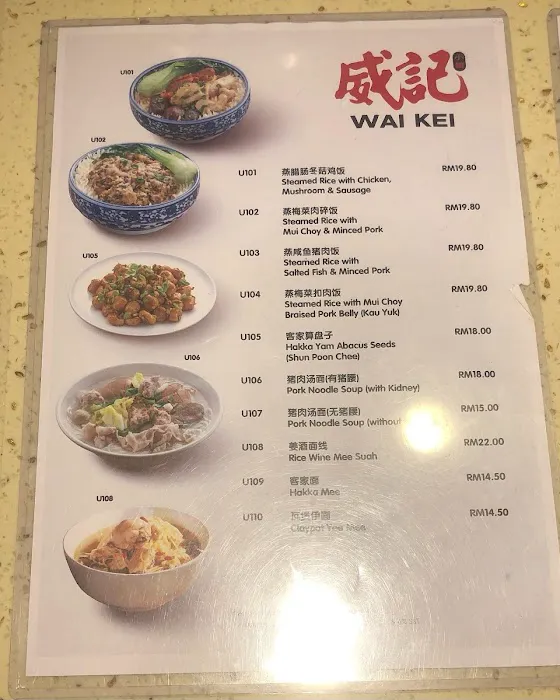 威記
WAI KEI
U101
U102
U105
U106
U108
U101 蒸腊肠冬菇鸡饭 RM19.80
Steamed Rice with Chicken,
Mushroom & Sausage
U102 蒸梅菜肉碎饭 RM19.80
Steamed Rice with
Mui Choy & Minced Pork
U103 蒸咸鱼猪肉饭 RM19.80
Steamed Rice with
Salted Fish & Minced Pork
U104 蒸梅菜扣肉饭 RM19.80
Steamed Rice with Mui Choy
Braised Pork Belly (Kau Yuk)
U105 客家算盘子 RM18.00
Hakka Yam Abacus Seeds
(Shun Poon Chee)
U106 猪肉汤面(有猪腰) RM18.00
Pork Noodle Soup (with Kidney)
U107 猪肉汤面(无猪腰) RM15.00
Pork Noodle Soup (without
U108 姜酒面线 RM22.00
Rice Wine Mee Suah
U109 客家面 RM14.50
Hakka Mee
U110 瓦煲伊面 RM14.50
Claypot Yee Meen